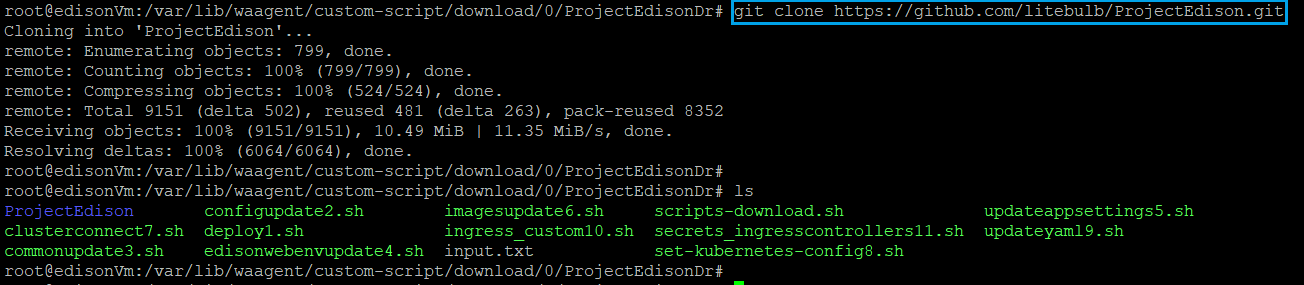 root@edisonVm:/var/lib/waagent/custom-script/download/0/ProjectEdisonDr# git clone https://github.com/litebulb/ProjectEdison.git
Cloning into 'ProjectEdison'...
remote: Enumerating objects: 799, done.
remote: Counting objects: 100% (799/799), done.
remote: Compressing objects: 100% (524/524), done.
remote: Total 9151 (delta 502), reused 481 (delta 263), pack-reused 8352
Receiving objects: 100% (9151/9151), 10.49 MiB | 11.35 MiB/s, done.
Resolving deltas: 100% (6064/6064), done.
root@edisonVm:/var/lib/waagent/custom-script/download/0/ProjectEdisonDr#
root@edisonVm:/var/lib/waagent/custom-script/download/0/ProjectEdisonDr# ls
ProjectEdison configupdate2.sh imagesupdate6.sh scripts-download.sh updateappsettings5.sh
clusterconnect7.sh deploy1.sh ingress_custom10.sh secrets_ingresscontrollers11.sh updateyaml9.sh
commonupdate3.sh edisonwebenvupdate4.sh input.txt set-kubernetes-config8.sh
root@edisonVm:/var/lib/waagent/custom-script/download/0/ProjectEdisonDr#